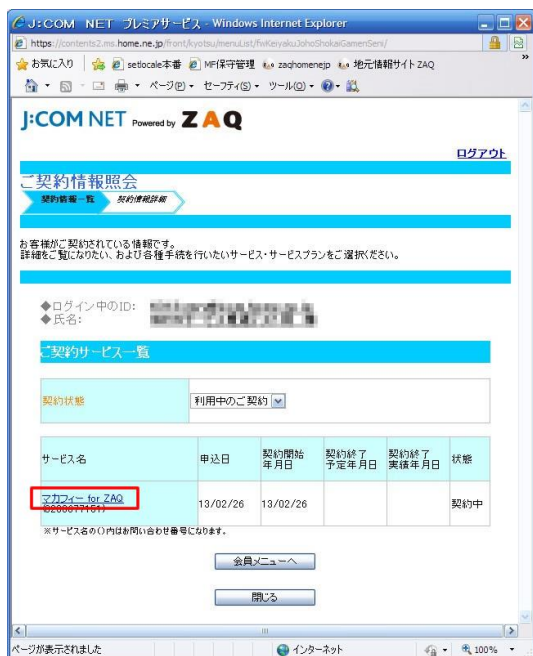 J:COM NET プレミアサービス - Windows Internet Explorer
https://contents2.ms.home.ne.jp/front/kyotsu/menuList/fwKeiyakuJohoShokaiGamenSeni/
お気に入り setlocale本番 MF保守管理 zaqhomenejp 地元情報サイト ZAQ
ページ(P) セーフティ(S) ツール(O)
J:COM NET Powered by ZAQ
ログアウト
ご契約情報照会
契約情報一覧 契約情報詳細
お客様がご契約されている情報です。
詳細をご覧になりたい、および各種手続を行いたいサービス・サービスプランをご選択ください。
◆ログイン中のID:
◆氏名:
ご契約サービス一覧
契約状態 利用中のご契約
サービス名 申込日 契約開始年月日 契約終了予定年月日 契約終了実績年月日 状態
マカフィー for ZAQ 13/02/26 13/02/26 契約中
※サービス名の()内はお問い合わせ番号になります。
会員メニューへ
閉じる
ページが表示されました インターネット 100%